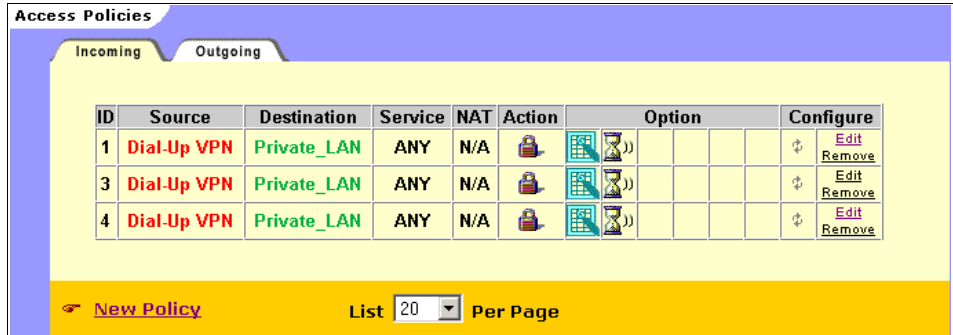 Access Policies
Incoming Outgoing
ID Source Destination Service NAT Action Option Configure
1 Dial-Up VPN Private_LAN ANY N/A Edit
Remove
3 Dial-Up VPN Private_LAN ANY N/A Edit
Remove
4 Dial-Up VPN Private_LAN ANY N/A Edit
Remove
New Policy List 20 Per Page